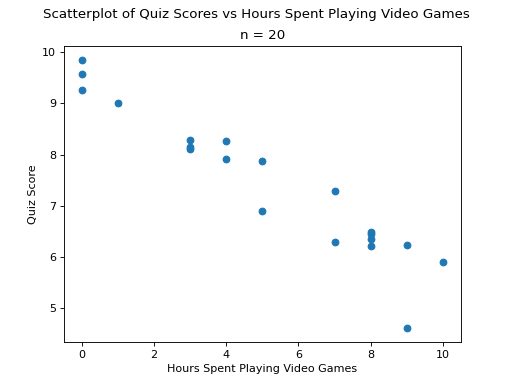 Scatterplot of Quiz Scores vs Hours Spent Playing Video Games
n = 20
10
9
8
7
6
5
Quiz Score
0 2 4 6 8 10
Hours Spent Playing Video Games